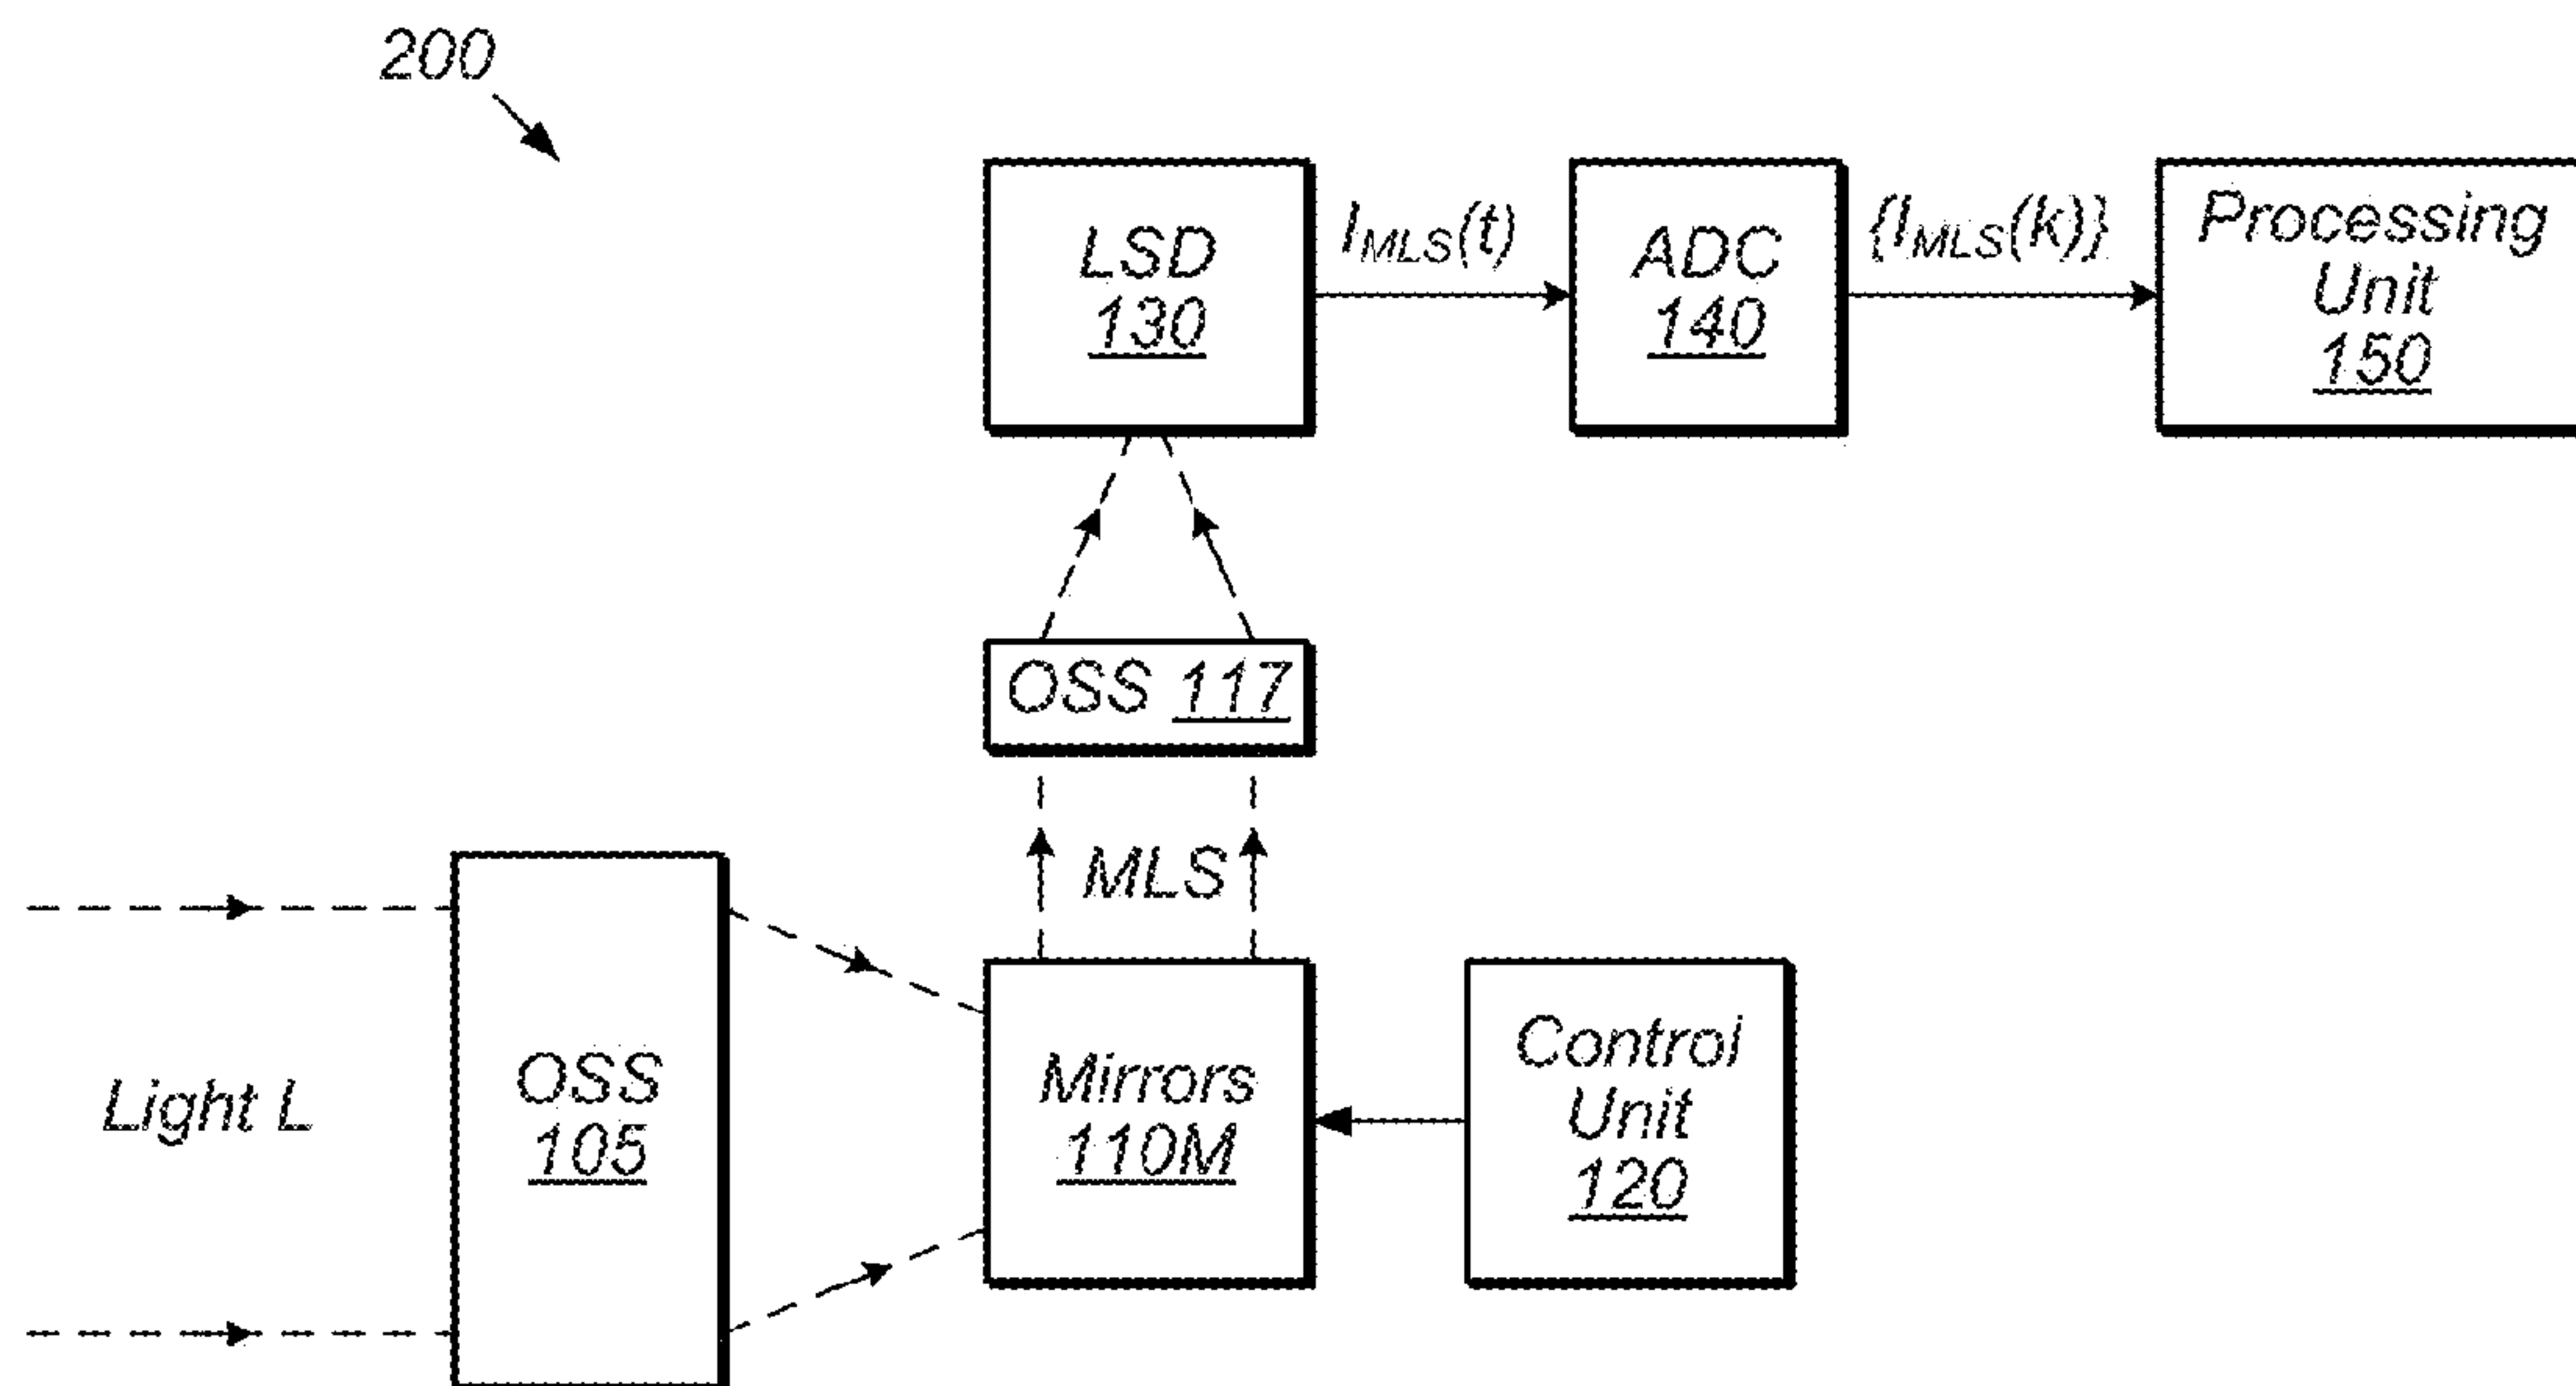 200
LSD
130
I_MLS(t)
ADC
140
{I_MLS(k)}
Processing
Unit
150
OSS 117
MLS
Light L
OSS
105
Mirrors
110M
Control
Unit
120